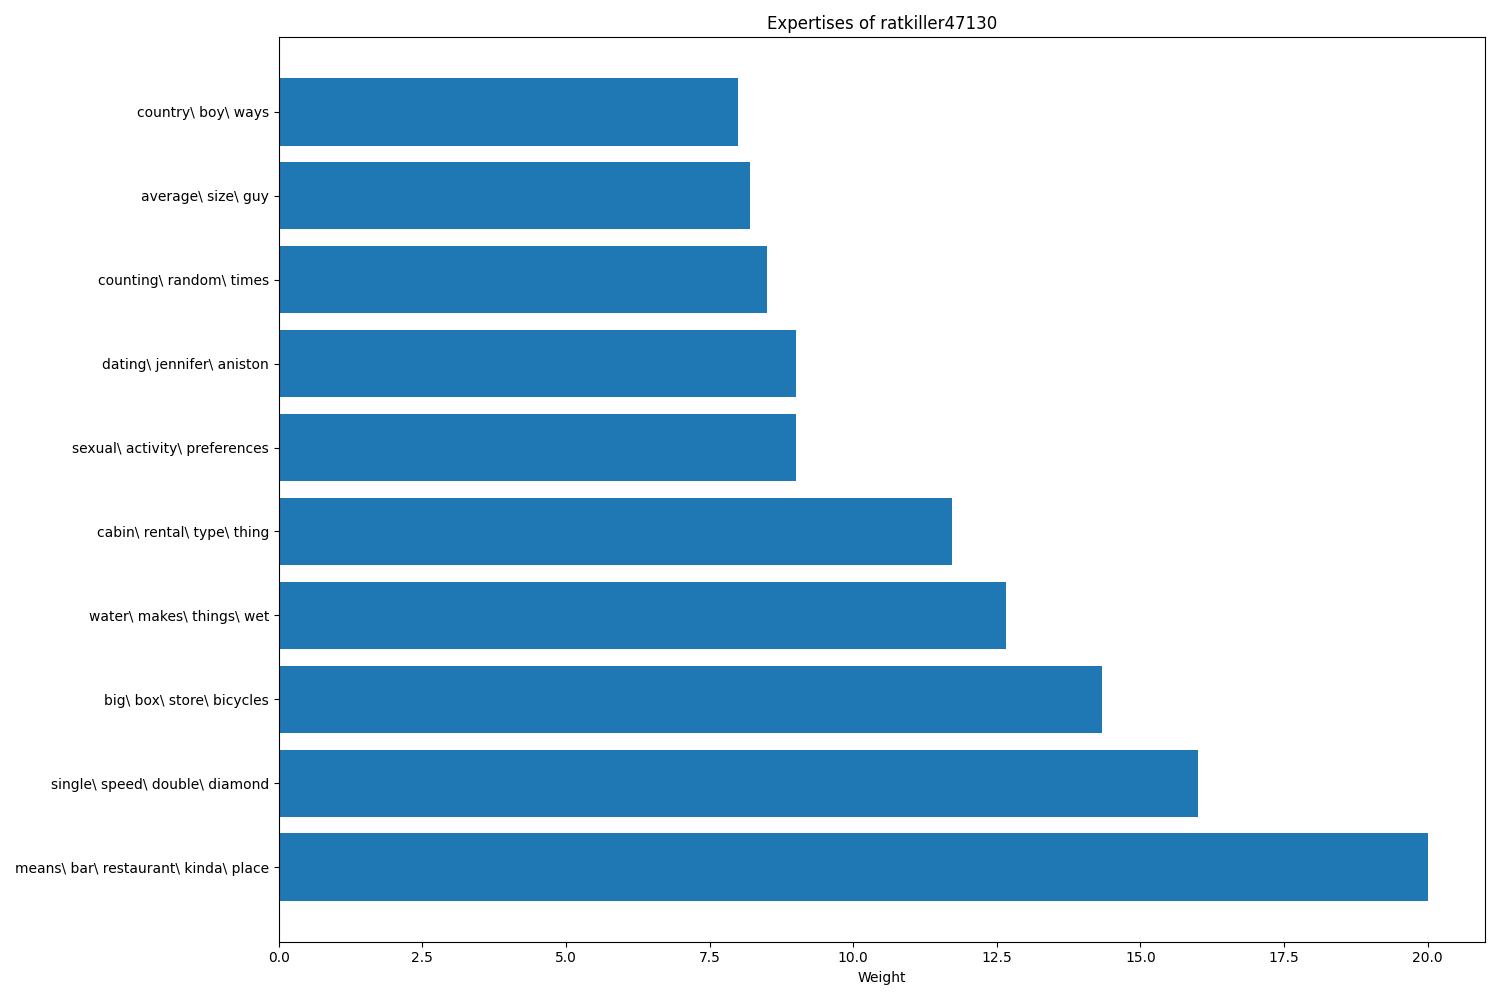 Expertises of ratkiller47130
country\ boy\ ways
average\ size\ guy
counting\ random\ times
dating\ jennifer\ aniston
sexual\ activity\ preferences
cabin\ rental\ type\ thing
water\ makes\ things\ wet
big\ box\ store\ bicycles
single\ speed\ double\ diamond
means\ bar\ restaurant\ kinda\ place
0.0 2.5 5.0 7.5 10.0 12.5 15.0 17.5 20.0
Weight